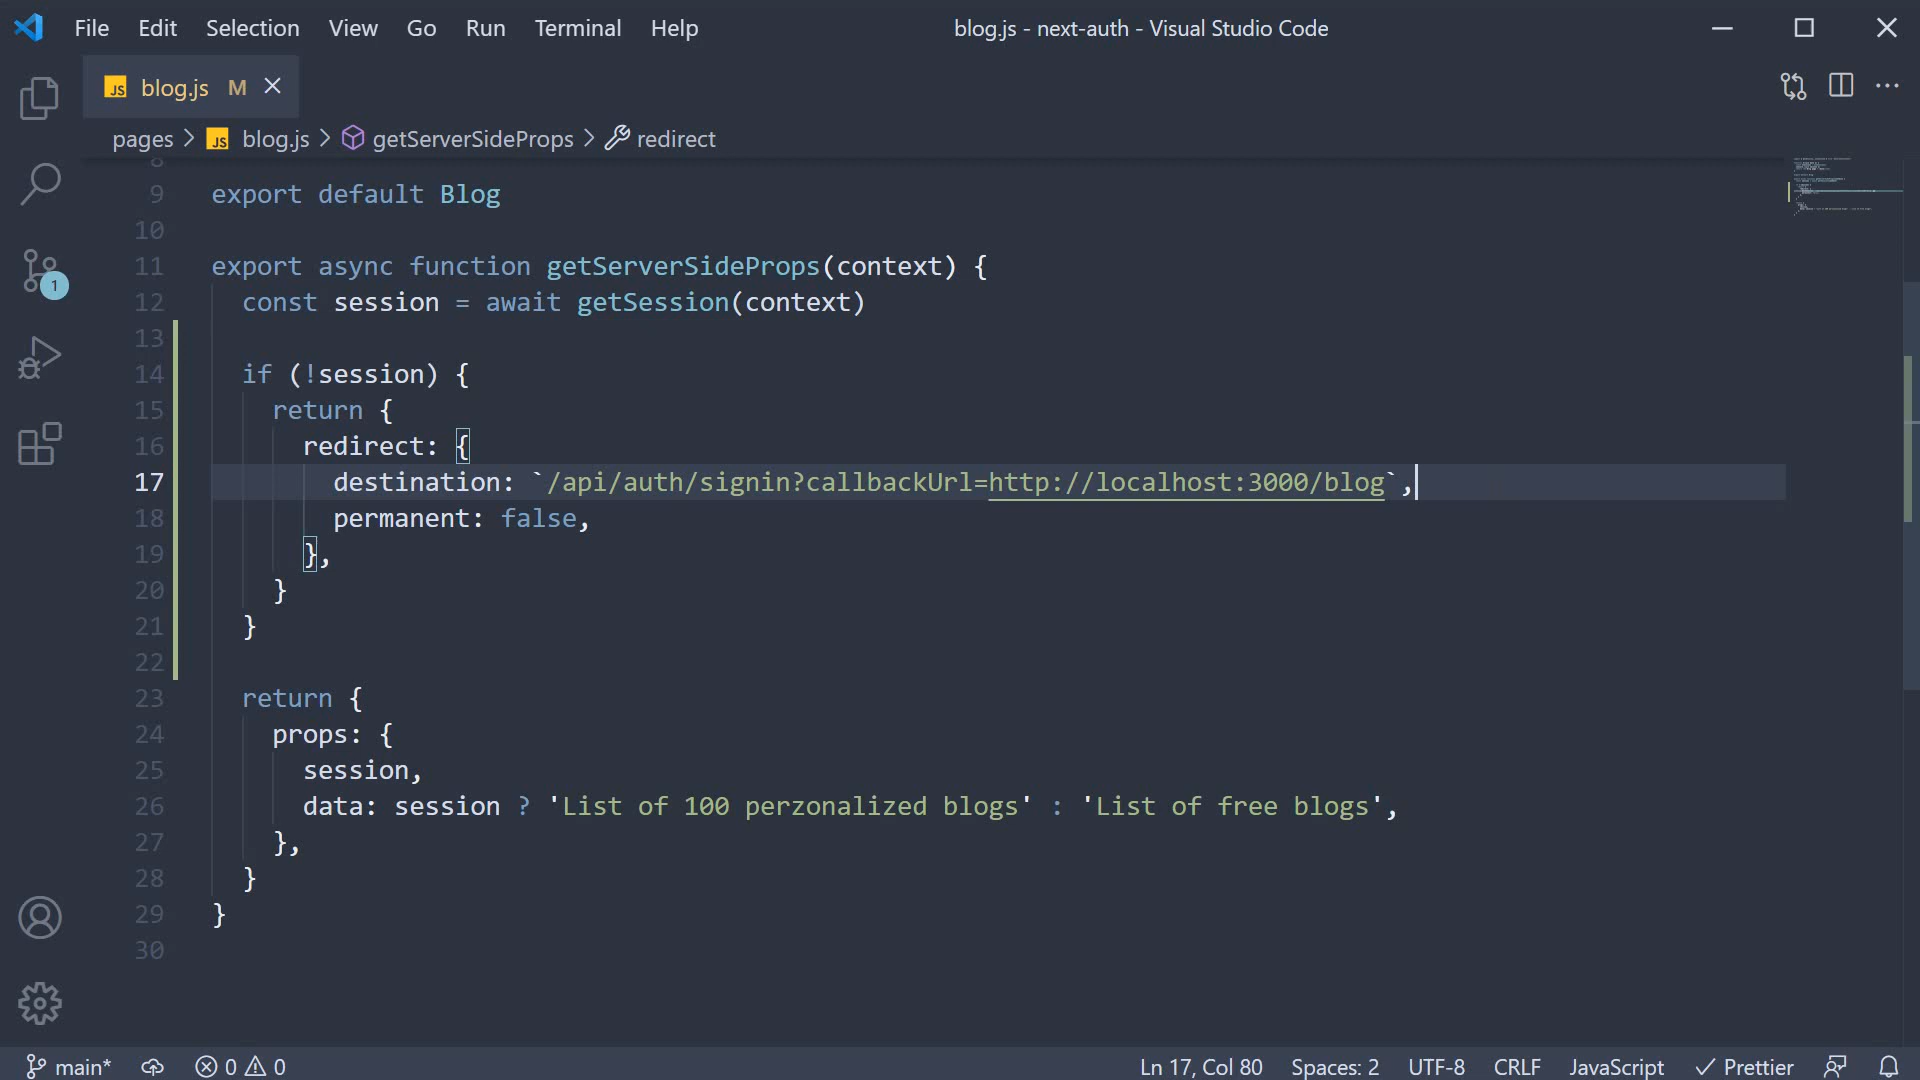 File Edit Selection View Go Run Terminal Help blog.js - next-auth - Visual Studio Code
JS blog.js M
pages > JS blog.js > getServerSideProps > redirect
8
9 export default Blog
10
11 export async function getServerSideProps(context) {
12 const session = await getSession(context)
13
14 if (!session) {
15 return {
16 redirect: {
17 destination: `/api/auth/signin?callbackUrl=http://localhost:3000/blog`,
18 permanent: false,
19 },
20 }
21 }
22
23 return {
24 props: {
25 session,
26 data: session ? 'List of 100 perzonalized blogs' : 'List of free blogs',
27 },
28 }
29 }
30
1
main* 0 0 Ln 17, Col 80 Spaces: 2 UTF-8 CRLF JavaScript Prettier